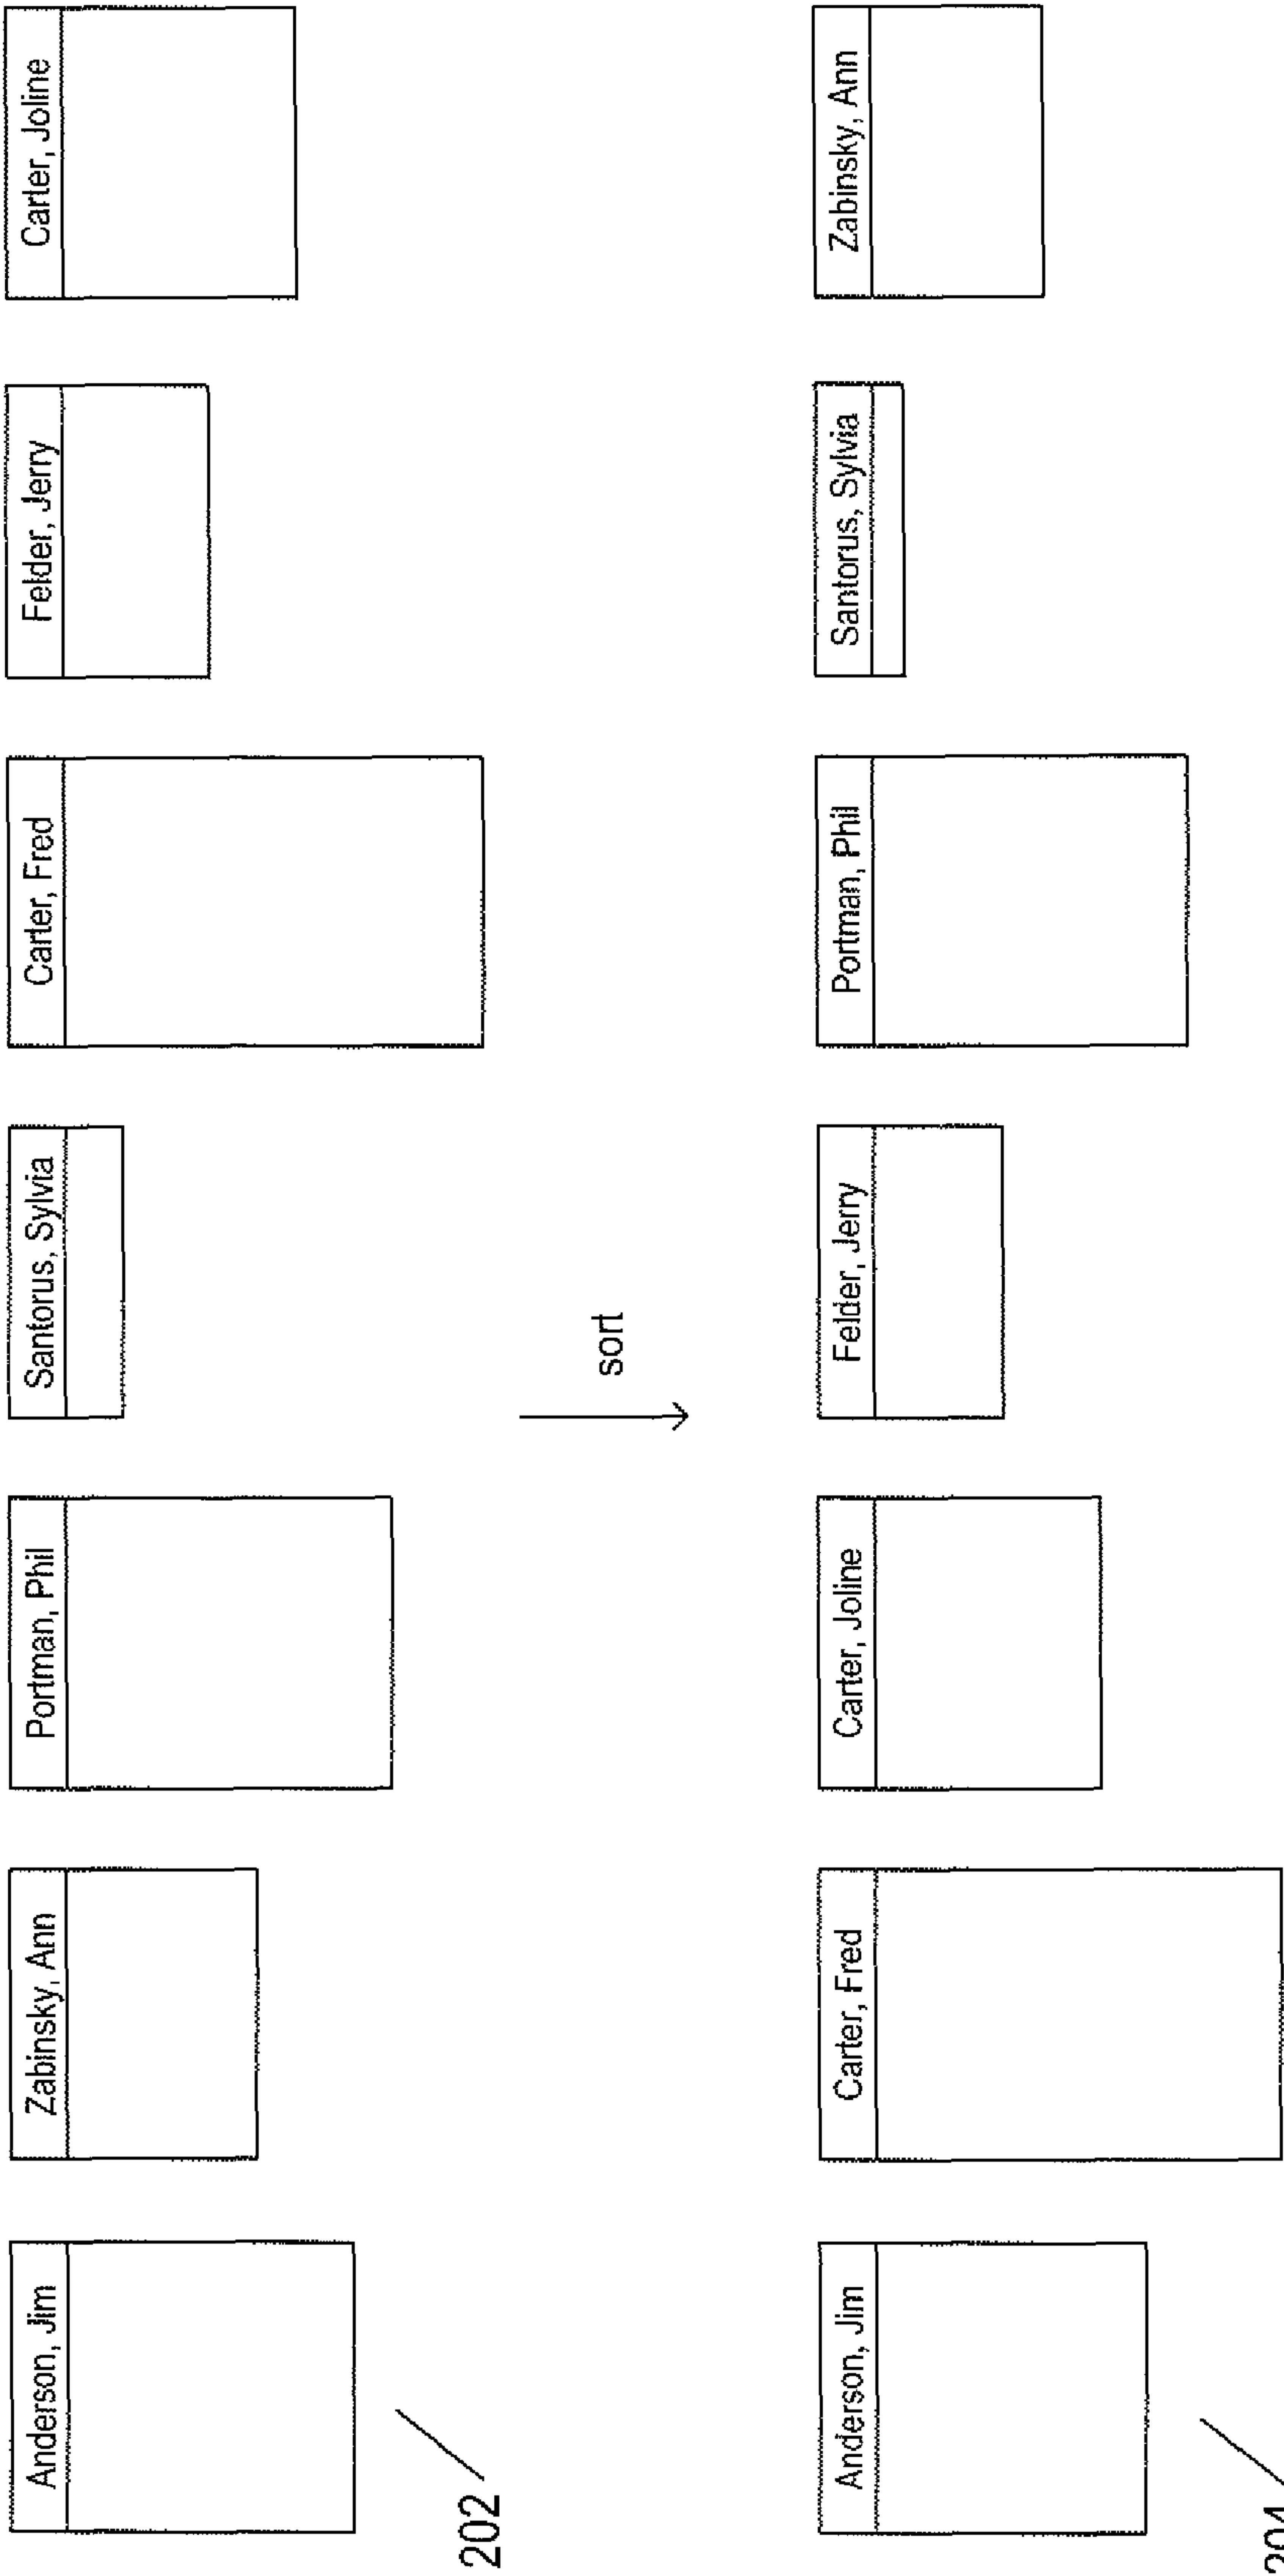 Anderson, Jim
Zabinsky, Ann
Portman, Phil
Santorus, Sylvia
Carter, Fred
Felder, Jerry
Carter, Joline
202
sort
Anderson, Jim
Carter, Fred
Carter, Joline
Felder, Jerry
Portman, Phil
Santorus, Sylvia
Zabinsky, Ann
204